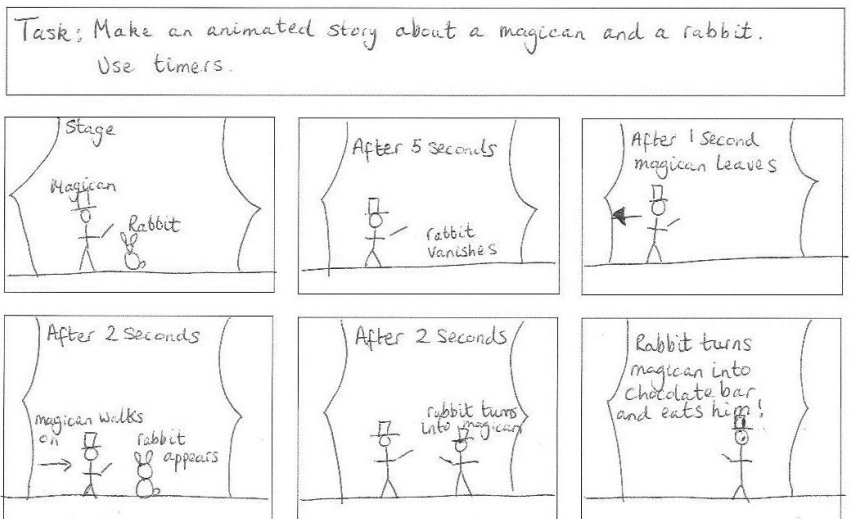 Task: Make an animated story about a magican and a rabbit.
Use timers.
Stage
Magican
Rabbit
After 5 seconds
rabbit
vanishes
After 1 second
magican leaves
After 2 seconds
magican walks
on
rabbit
appears
After 2 seconds
rabbit turns
into magican
Rabbit turns
magican into
chocolate bar
and eats him!